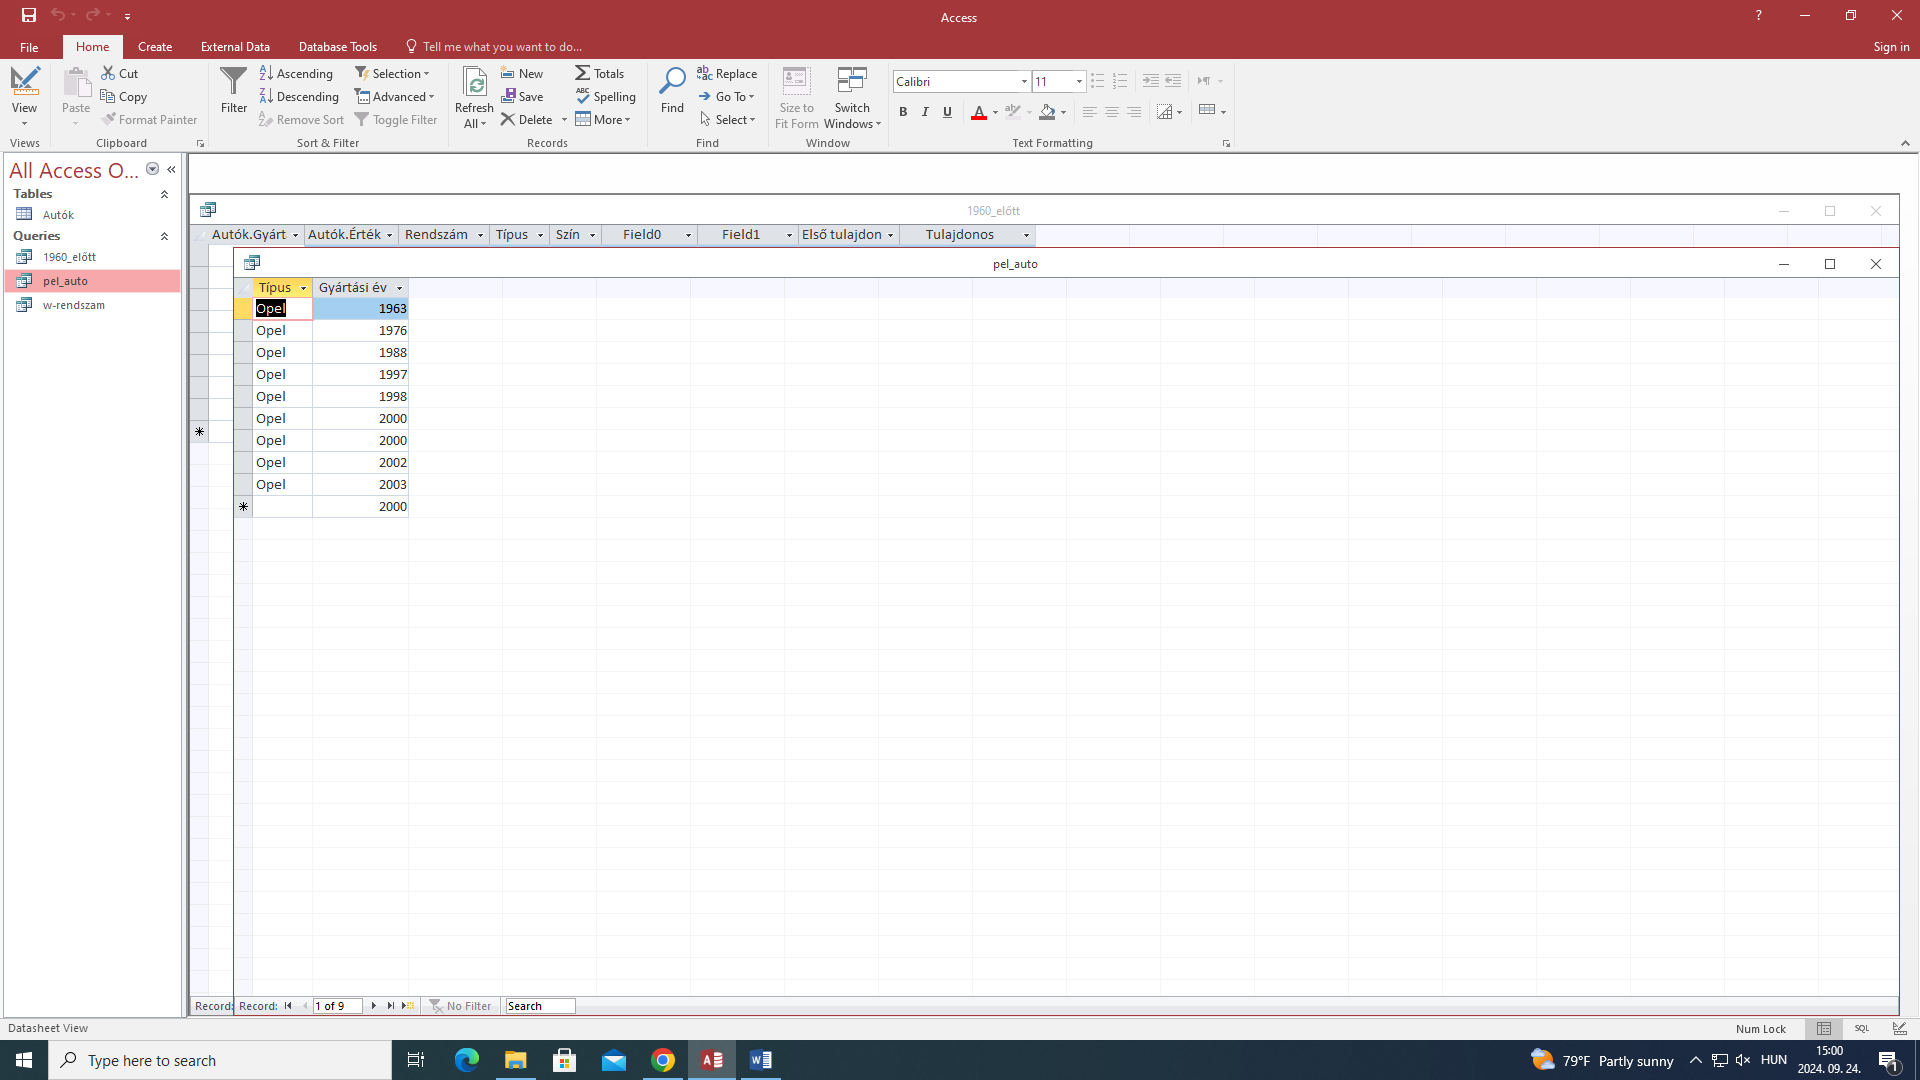 Access
?
File Home Create External Data Database Tools Tell me what you want to do... Sign in
View
Views
Paste
Cut
Copy
Format Painter
Clipboard
Filter
Ascending
Descending
Remove Sort
Selection
Advanced
Toggle Filter
Sort & Filter
Refresh
All
New
Save
Delete
Totals
Spelling
More
Records
Find
Replace
Go To
Select
Find
Size to
Fit Form
Switch
Windows
Window
Calibri 11
B I U
Text Formatting
All Access O...
Tables
Autók
Queries
1960_előtt
pel_auto
w-rendszam
1960_előtt
Autók.Gyárt Autók.Érték Rendszám Típus Szín Field0 Field1 Első tulajdon Tulajdonos
pel_auto
Típus Gyártási év
Opel 1963
Opel 1976
Opel 1988
Opel 1997
Opel 1998
Opel 2000
Opel 2000
Opel 2002
Opel 2003
2000
Record: Record: 1 of 9 No Filter Search
Datasheet View Num Lock SQL
Type here to search
79°F Partly sunny HUN
15:00
2024. 09. 24.
1